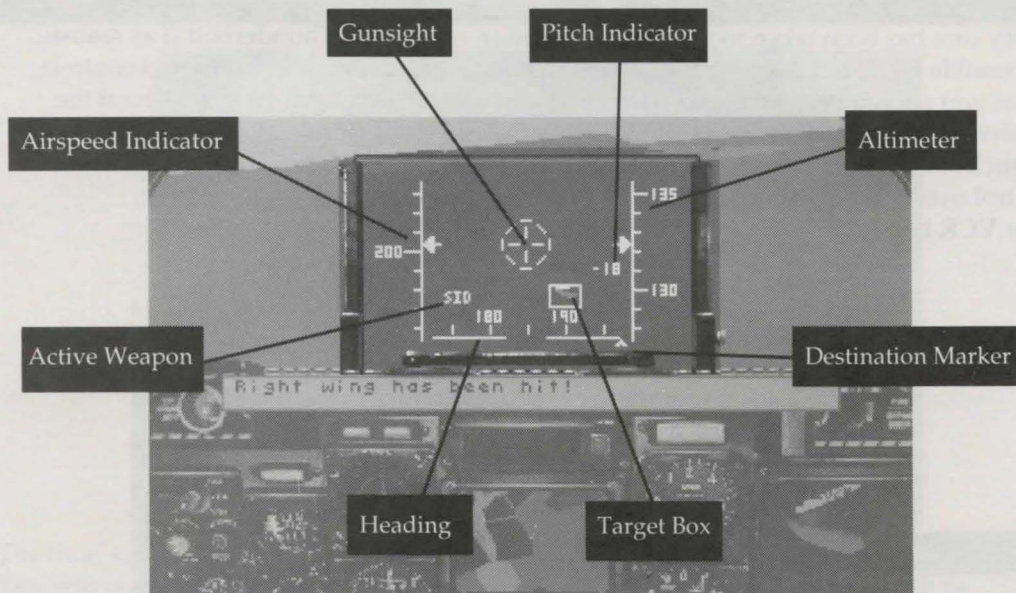 Gunsight
Pitch Indicator
Airspeed Indicator
Altimeter
135
200
-18
130
SID
180
190
Active Weapon
Destination Marker
Right wing has been hit!
Heading
Target Box